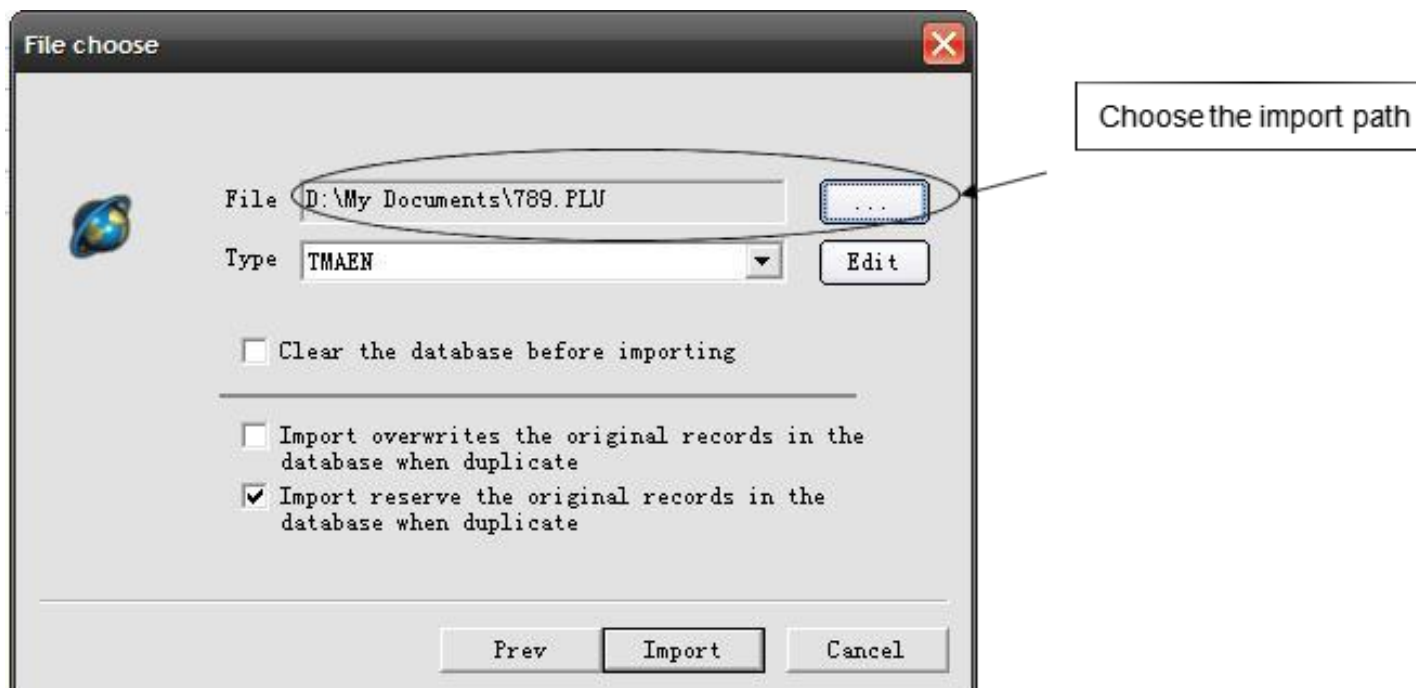 File choose
Choose the import path
File D:\My Documents\789.PLU ...
Type TMAEN Edit
Clear the database before importing
Import overwrites the original records in the
database when duplicate
Import reserve the original records in the
database when duplicate
Prev Import Cancel